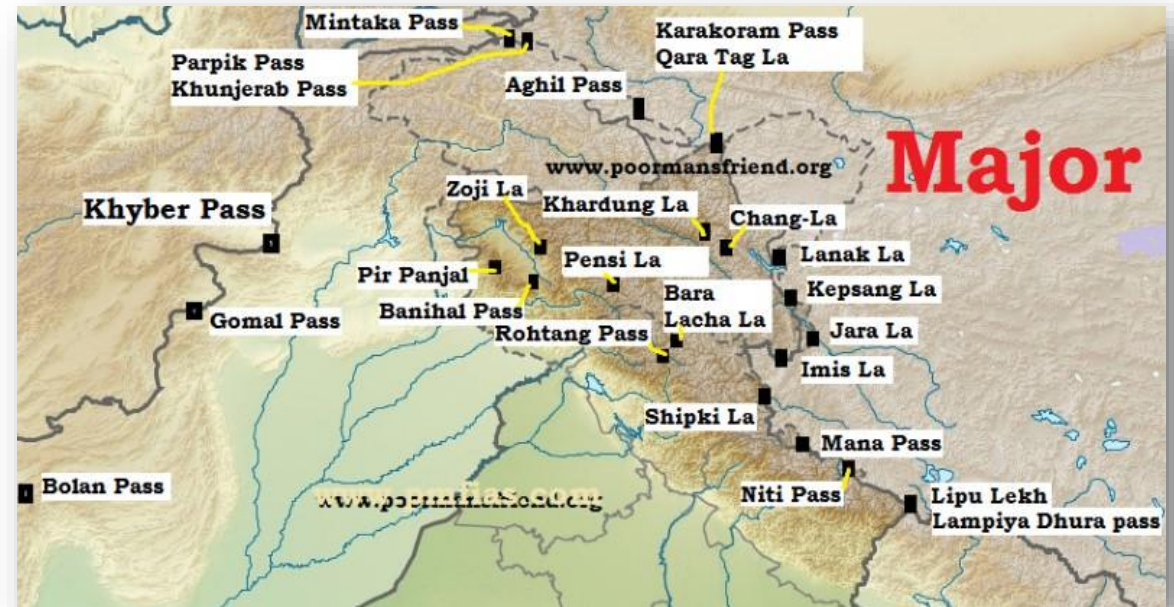 Mintaka Pass
Karakoram Pass
Qara Tag La
Parpik Pass
Khunjerab Pass
Aghil Pass
Major
www.poormansfriend.org
Zoji La
Khardung La
Khyber Pass
Chang-La
Lanak La
Pensi La
Pir Panjal
Kepsang La
Bara
Lacha La
Banihal Pass
Gomal Pass
Rohtang Pass
Jara La
Imis La
Shipki La
Mana Pass
Bolan Pass
Niti Pass
Lipu Lekh
Lampiya Dhura pass